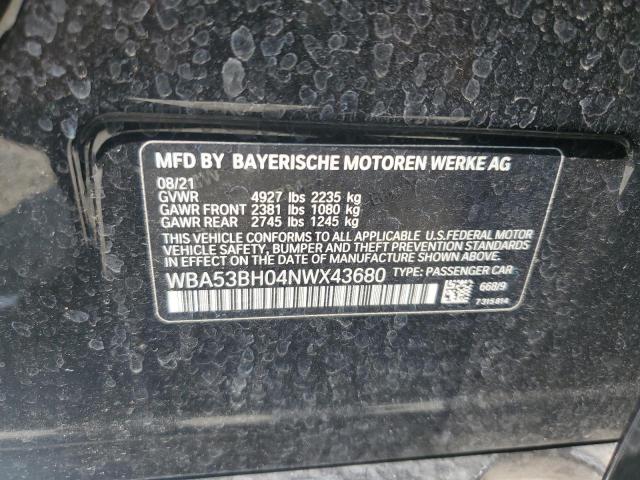 MFD BY BAYERISCHE MOTOREN WERKE AG
08/21
GVWR 4927 lbs 2235 kg
GAWR FRONT 2381 lbs 1080 kg
GAWR REAR 2745 lbs 1245 kg
THIS VEHICLE CONFORMS TO ALL APPLICABLE U.S.FEDERAL MOTOR
VEHICLE SAFETY, BUMPER AND THEFT PREVENTION STANDARDS IN
EFFECT ON THE DATE OF MANUFACTURE SHOWN ABOVE.
WBA53BH04NWX43680 TYPE: PASSENGER CAR
668/9
7315814